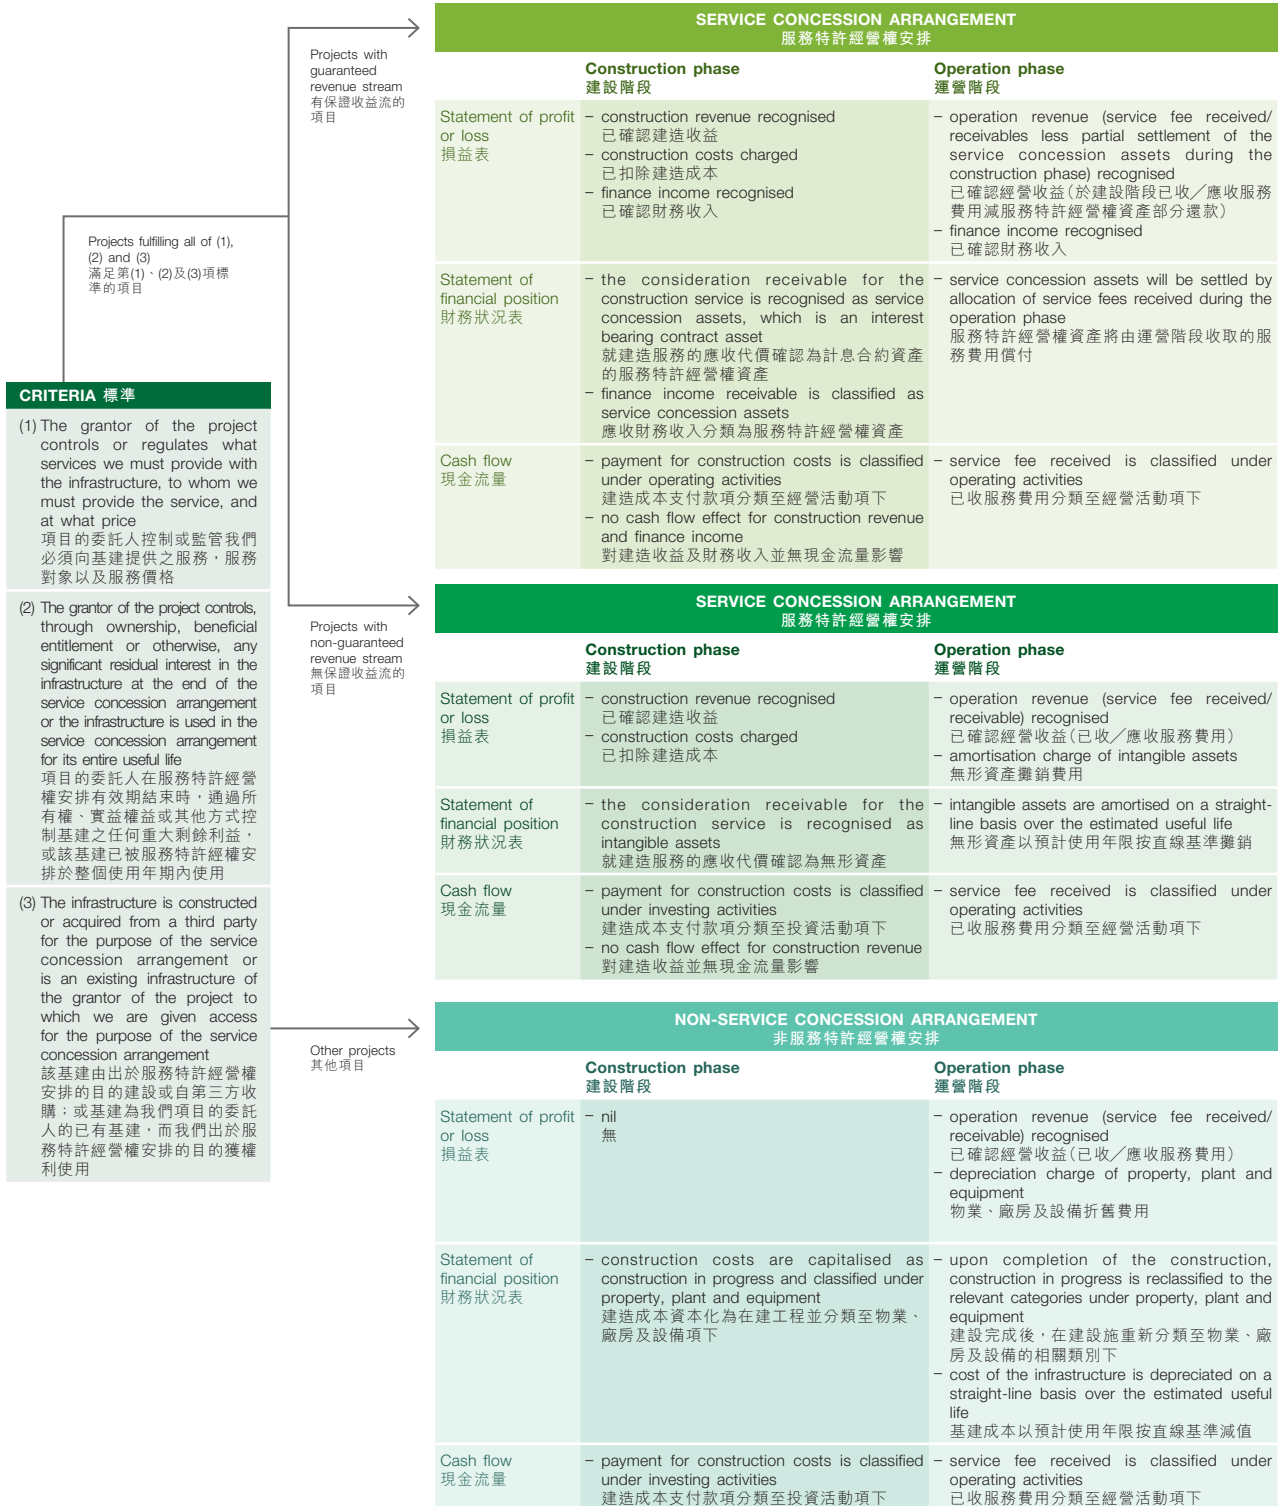 CRITERIA 標準
(1) The grantor of the project
controls or regulates what
services we must provide with
the infrastructure, to whom we
must provide the service, and
at what price
項目的委託人控制或監管我們
必須向基建提供之服務，服務
對象以及服務價格
(2) The grantor of the project controls,
through ownership, beneficial
entitlement or otherwise, any
significant residual interest in the
infrastructure at the end of the
service concession arrangement
or the infrastructure is used in the
service concession arrangement
for its entire useful life
項目的委託人在服務特許經營
權安排有效期結束時，通過所
有權、實益權益或其他方式控
制基建之任何重大剩餘利益，
或該基建已被服務特許經權安
排於整個使用年期內使用
(3) The infrastructure is constructed
or acquired from a third party
for the purpose of the service
concession arrangement or
is an existing infrastructure of
the grantor of the project to
which we are given access
for the purpose of the service
concession arrangement
該基建由出於服務特許經營權
安排的目的建設或自第三方收
購；或基建為我們項目的委託
人的已有基建，而我們出於服
務特許經營權安排的目的獲權
利使用
Projects fulfilling all of (1),
(2) and (3)
滿足第(1)、(2)及(3)項標
準的項目
Projects with
guaranteed
revenue stream
有保證收益流的
項目
SERVICE CONCESSION ARRANGEMENT
服務特許經營權安排
Construction phase
建設階段
Operation phase
運營階段
Statement of profit
or loss
損益表
– construction revenue recognised
已確認建造收益
– construction costs charged
已扣除建造成本
– finance income recognised
已確認財務收入
– operation revenue (service fee received/
receivables less partial settlement of the
service concession assets during the
construction phase) recognised
已確認經營收益（於建設階段已收╱應收服務
費用減服務特許經營權資產部分還款）
– finance income recognised
已確認財務收入
Statement of
financial position
財務狀況表
– the consideration receivable for the
construction service is recognised as service
concession assets, which is an interest
bearing contract asset
就建造服務的應收代價確認為計息合約資產
的服務特許經營權資產
– finance income receivable is classified as
service concession assets
應收財務收入分類為服務特許經營權資產
– service concession assets will be settled by
allocation of service fees received during the
operation phase
服務特許經營權資產將由運營階段收取的服
務費用償付
Cash flow
現金流量
– payment for construction costs is classified
under operating activities
建造成本支付款項分類至經營活動項下
– no cash flow effect for construction revenue
and finance income
對建造收益及財務收入並無現金流量影響
– service fee received is classified under
operating activities
已收服務費用分類至經營活動項下
Projects with
non-guaranteed
revenue stream
無保證收益流的
項目
SERVICE CONCESSION ARRANGEMENT
服務特許經營權安排
Construction phase
建設階段
Operation phase
運營階段
Statement of profit
or loss
損益表
– construction revenue recognised
已確認建造收益
– construction costs charged
已扣除建造成本
– operation revenue (service fee received/
receivable) recognised
已確認經營收益（已收╱應收服務費用）
– amortisation charge of intangible assets
無形資產攤銷費用
Statement of
financial position
財務狀況表
– the consideration receivable for the
construction service is recognised as
intangible assets
就建造服務的應收代價確認為無形資產
– intangible assets are amortised on a straight-
line basis over the estimated useful life
無形資產以預計使用年限按直線基準攤銷
Cash flow
現金流量
– payment for construction costs is classified
under investing activities
建造成本支付款項分類至投資活動項下
– no cash flow effect for construction revenue
對建造收益並無現金流量影響
– service fee received is classified under
operating activities
已收服務費用分類至經營活動項下
Other projects
其他項目
NON-SERVICE CONCESSION ARRANGEMENT
非服務特許經營權安排
Construction phase
建設階段
Operation phase
運營階段
Statement of profit
or loss
損益表
– nil
無
– operation revenue (service fee received/
receivable) recognised
已確認經營收益（已收╱應收服務費用）
– depreciation charge of property, plant and
equipment
物業、廠房及設備折舊費用
Statement of
financial position
財務狀況表
– construction costs are capitalised as
construction in progress and classified under
property, plant and equipment
建造成本資本化為在建工程並分類至物業、
廠房及設備項下
– upon completion of the construction,
construction in progress is reclassified to the
relevant categories under property, plant and
equipment
建設完成後，在建設施重新分類至物業、廠
房及設備的相關類別下
– cost of the infrastructure is depreciated on a
straight-line basis over the estimated useful
life
基建成本以預計使用年限按直線基準減值
Cash flow
現金流量
– payment for construction costs is classified
under investing activities
建造成本支付款項分類至投資活動項下
– service fee received is classified under
operating activities
已收服務費用分類至經營活動項下